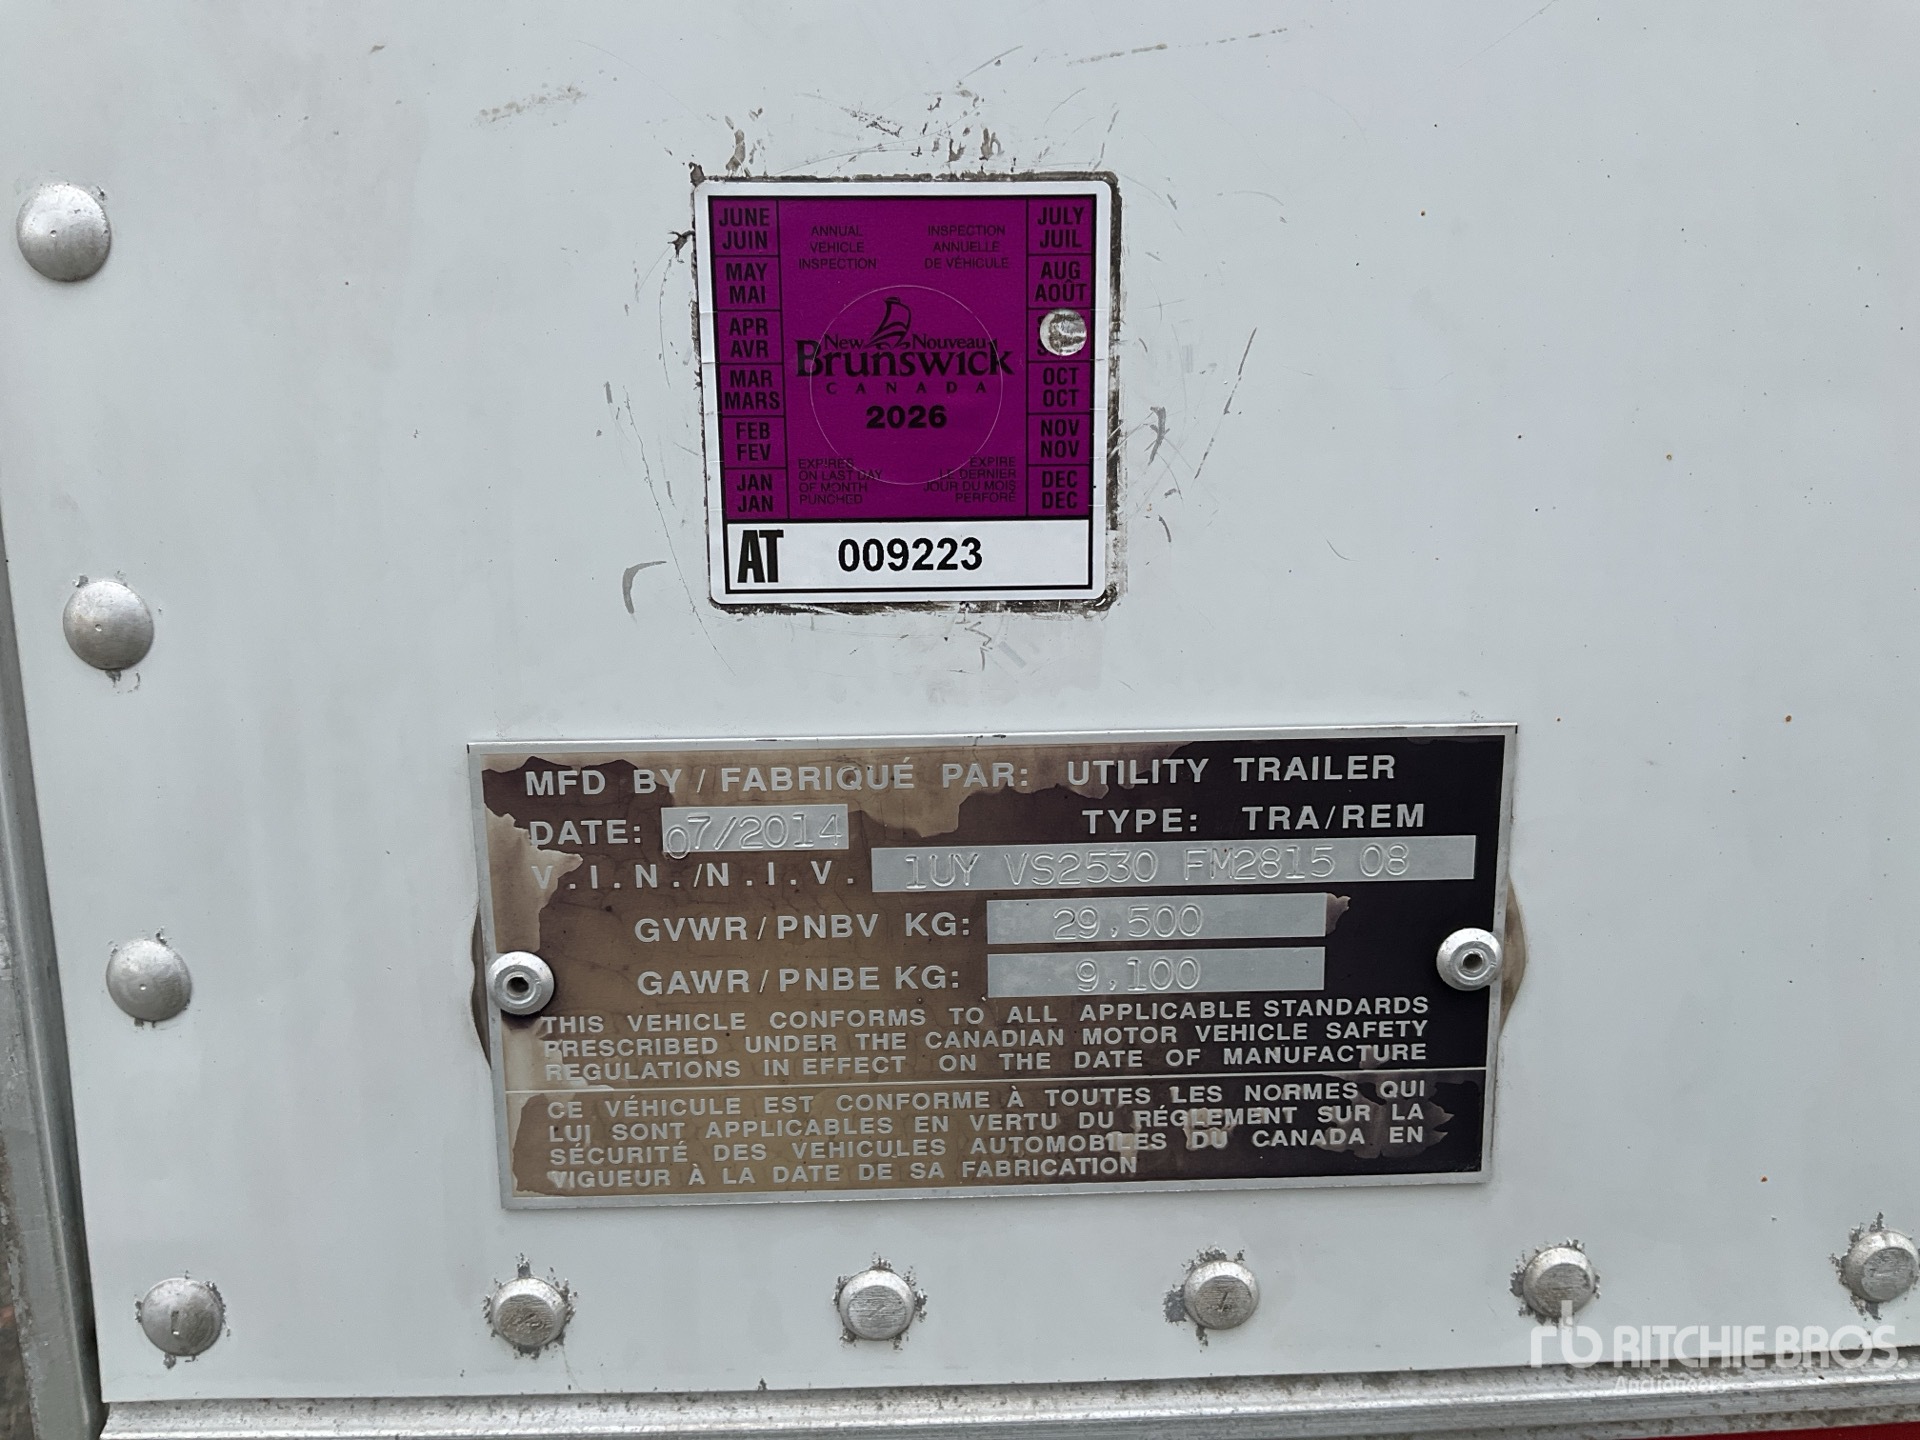 JUNE
JUIN
MAY
MAI
APR
AVR
MAR
MARS
FEB
FEV
JAN
JAN
ANNUAL
VEHICLE
INSPECTION
INSPECTION
ANNUELLE
DE VÉHICULE
New Nouveau
Brunswick
CANADA
2026
EXPIRES
ON LAST DAY
OF MONTH
PUNCHED
EXPIRE
LE DERNIER
JOUR DU MOIS
PERFORÉ
JULY
JUIL
AUG
AOÛT
OCT
OCT
NOV
NOV
DEC
DEC
AT 009223
MFD BY / FABRIQUÉ PAR: UTILITY TRAILER
DATE: 07/2014 TYPE: TRA/REM
V.I.N./N.I.V. 1UY VS2530 FM2815 08
GVWR / PNBV KG: 29,500
GAWR / PNBE KG: 9,100
THIS VEHICLE CONFORMS TO ALL APPLICABLE STANDARDS
PRESCRIBED UNDER THE CANADIAN MOTOR VEHICLE SAFETY
REGULATIONS IN EFFECT ON THE DATE OF MANUFACTURE
CE VÉHICULE EST CONFORME À TOUTES LES NORMES QUI
LUI SONT APPLICABLES EN VERTU DU RÉGLEMENT SUR LA
SÉCURITÉ DES VEHICULES AUTOMOBILES DU CANADA EN
VIGUEUR À LA DATE DE SA FABRICATION
rb RITCHIE BROS.
Auctioneers